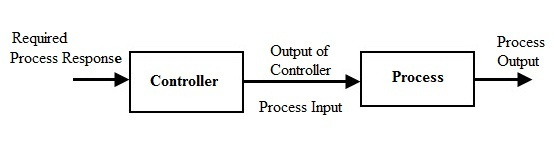 Required
Process Response
Controller
Output of
Controller
Process Input
Process
Process
Output